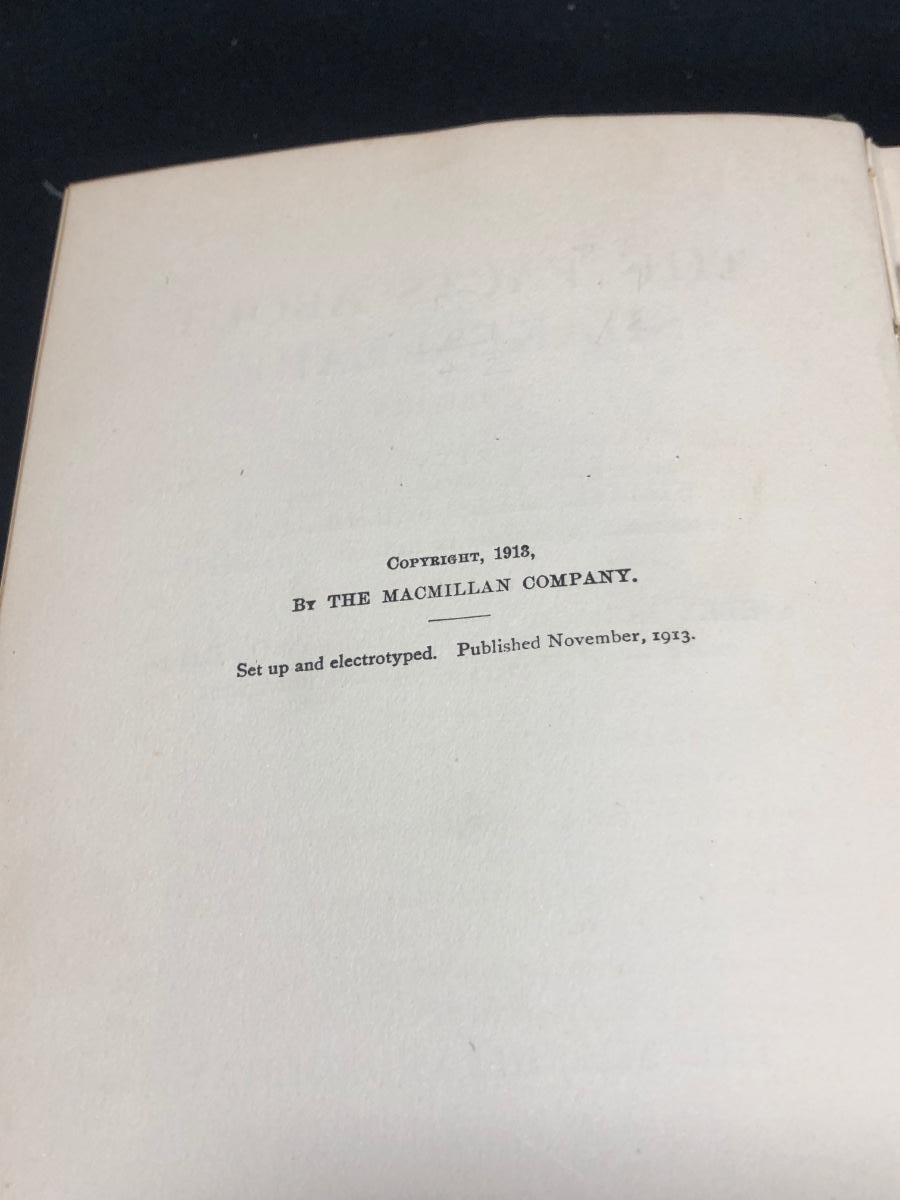 COPYRIGHT, 1913,
BY THE MACMILLAN COMPANY.
Set up and electrotyped. Published November, 1913.